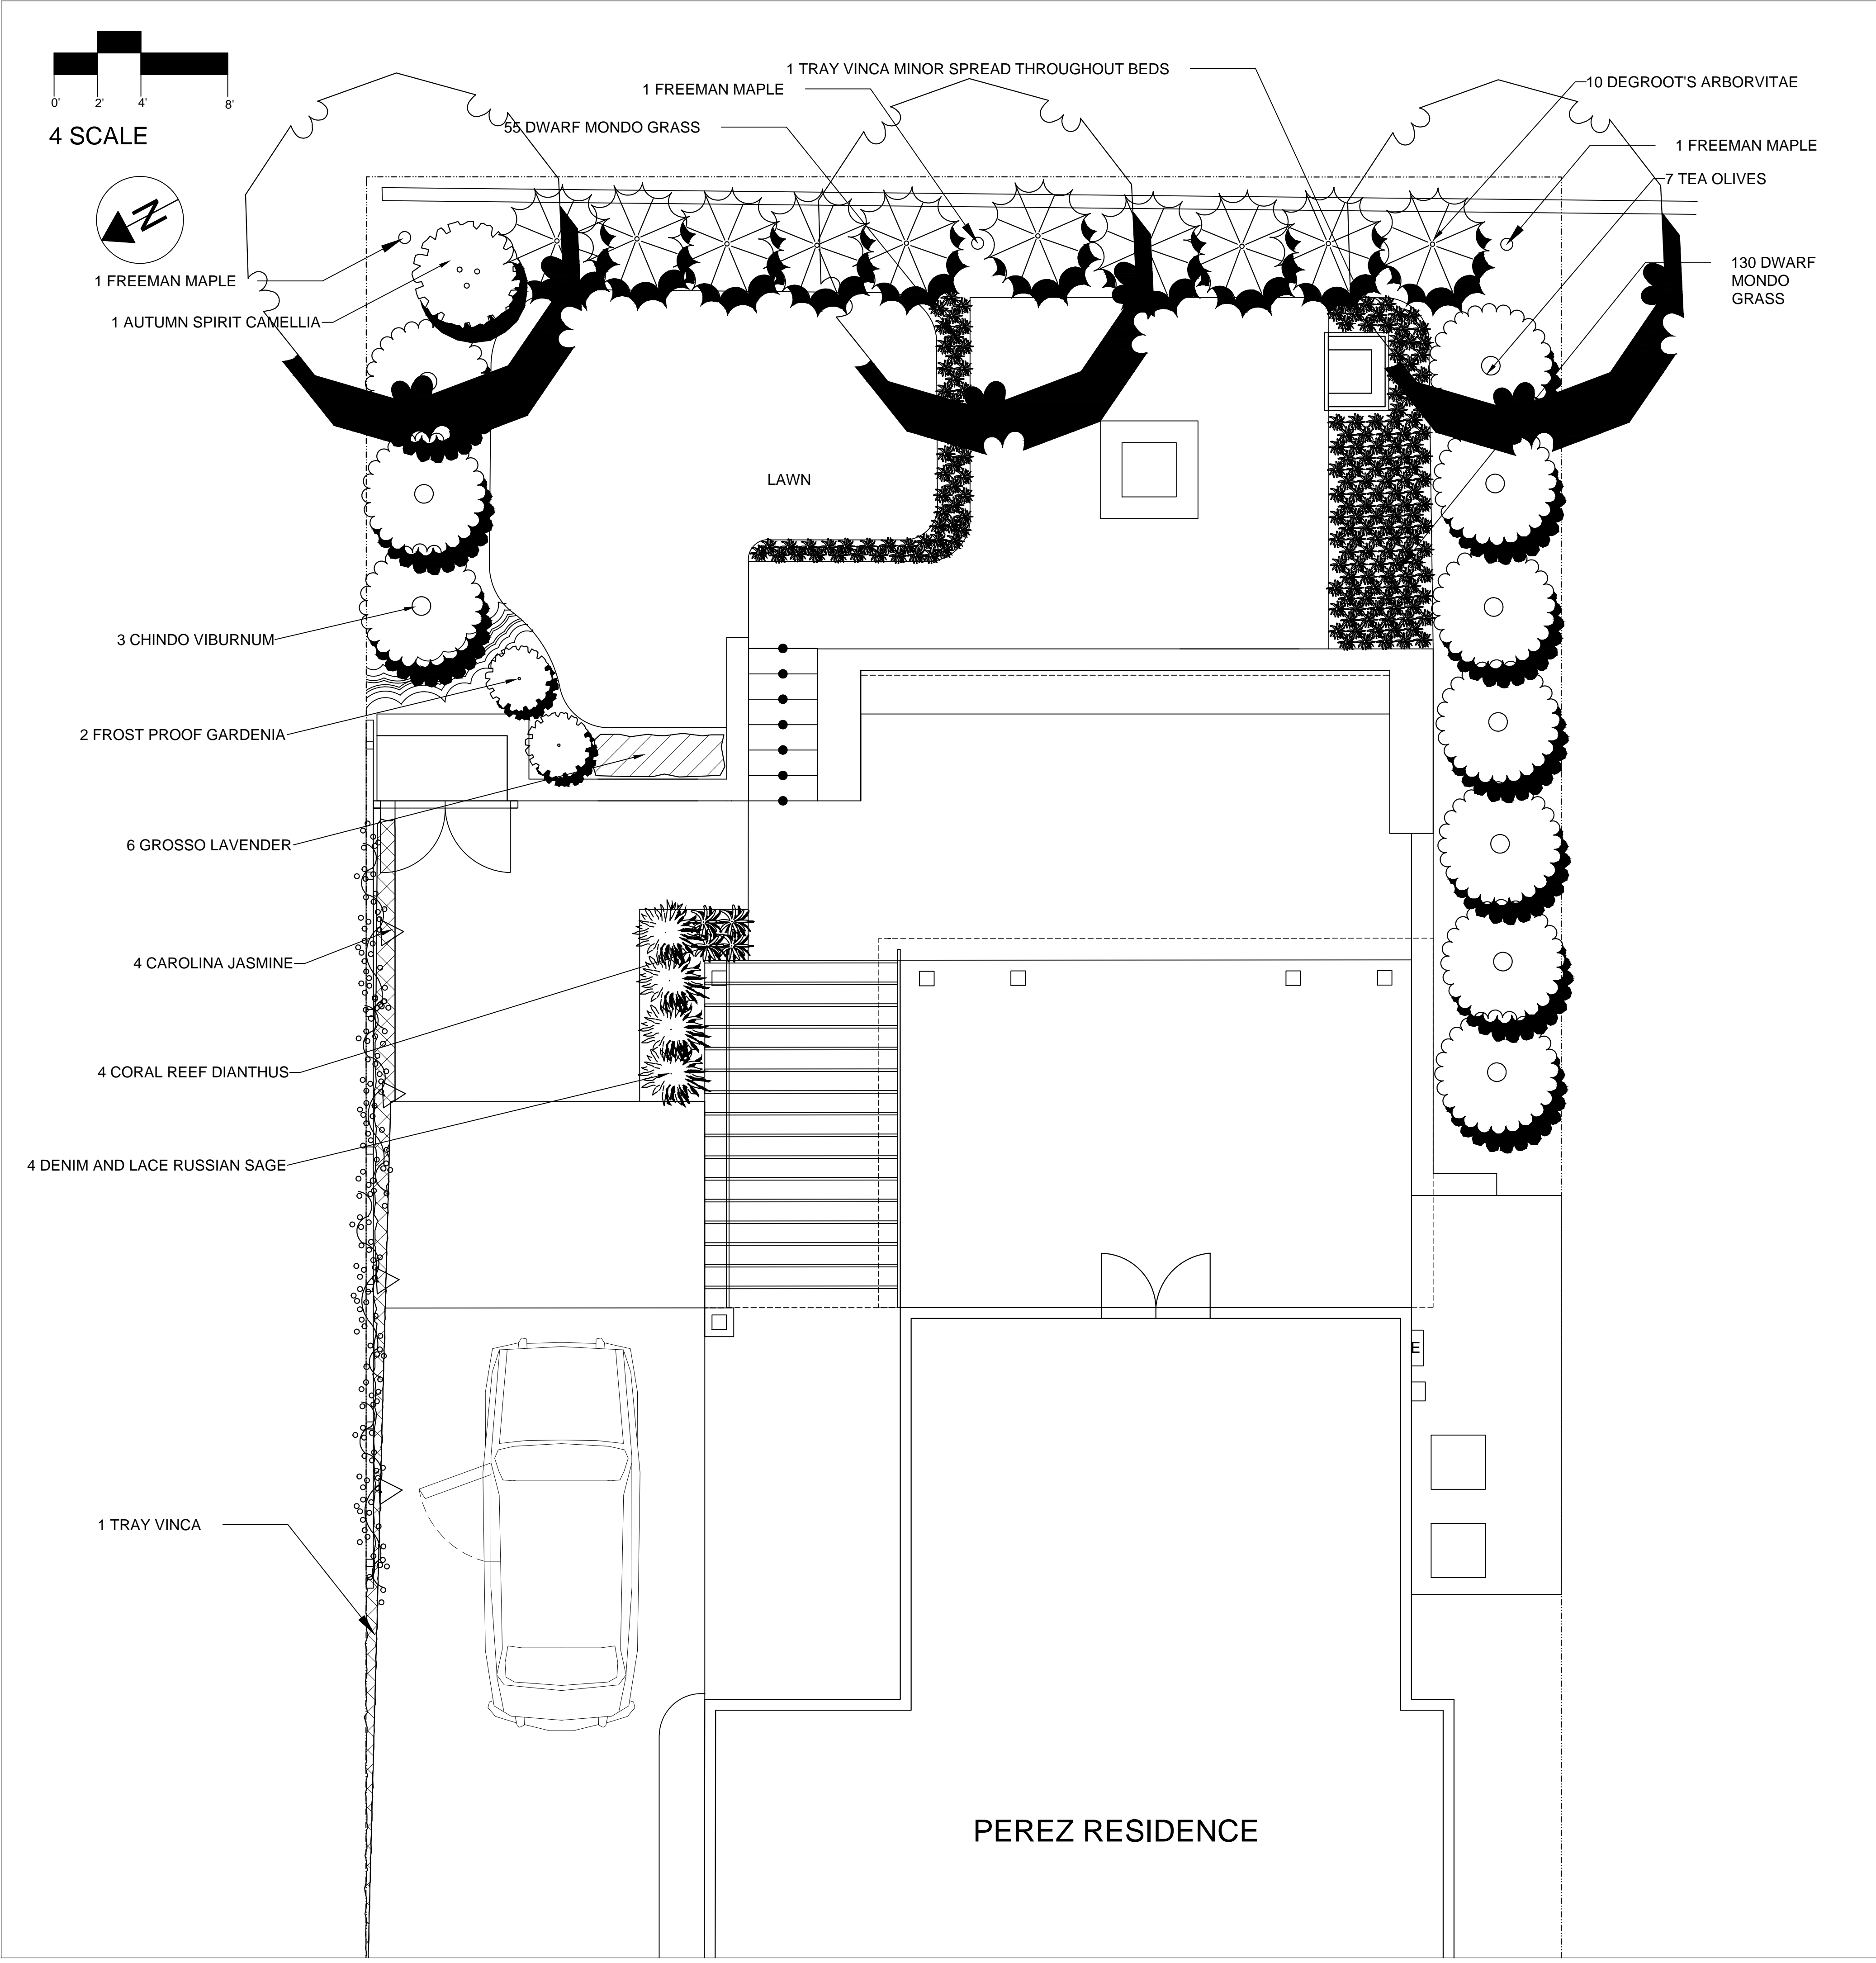 0' 2' 4' 8'
4 SCALE
N
1 TRAY VINCA MINOR SPREAD THROUGHOUT BEDS
1 FREEMAN MAPLE
55 DWARF MONDO GRASS
10 DEGROOT'S ARBORVITAE
1 FREEMAN MAPLE
7 TEA OLIVES
130 DWARF
MONDO
GRASS
1 FREEMAN MAPLE
1 AUTUMN SPIRIT CAMELLIA
LAWN
3 CHINDO VIBURNUM
2 FROST PROOF GARDENIA
6 GROSSO LAVENDER
4 CAROLINA JASMINE
4 CORAL REEF DIANTHUS
4 DENIM AND LACE RUSSIAN SAGE
E
1 TRAY VINCA
PEREZ RESIDENCE